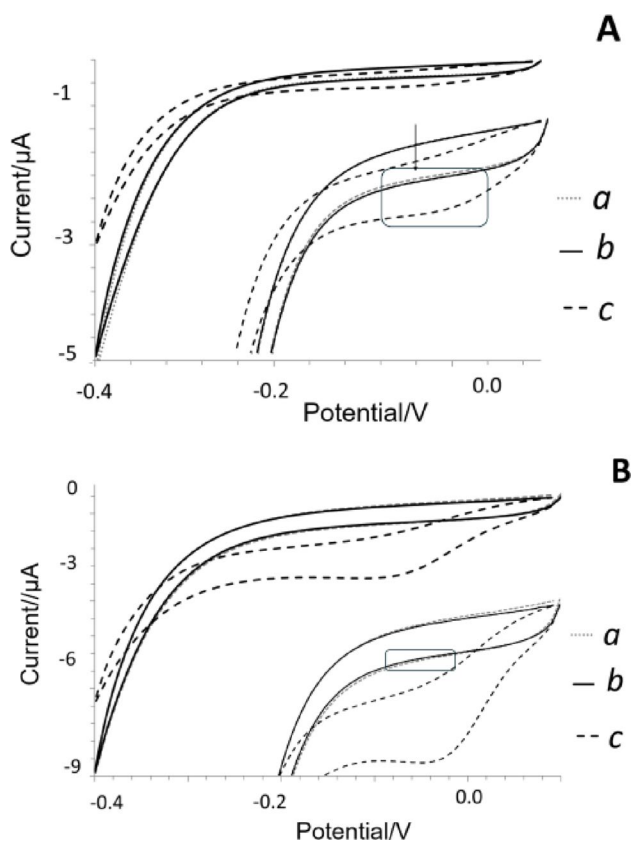 A
-1
-3
-5
Current/µA
-0.4
-0.2
0.0
Potential/V
a
b
c
B
0
-3
-6
-9
Current//µA
-0.4
-0.2
0.0
Potential/V
a
b
c